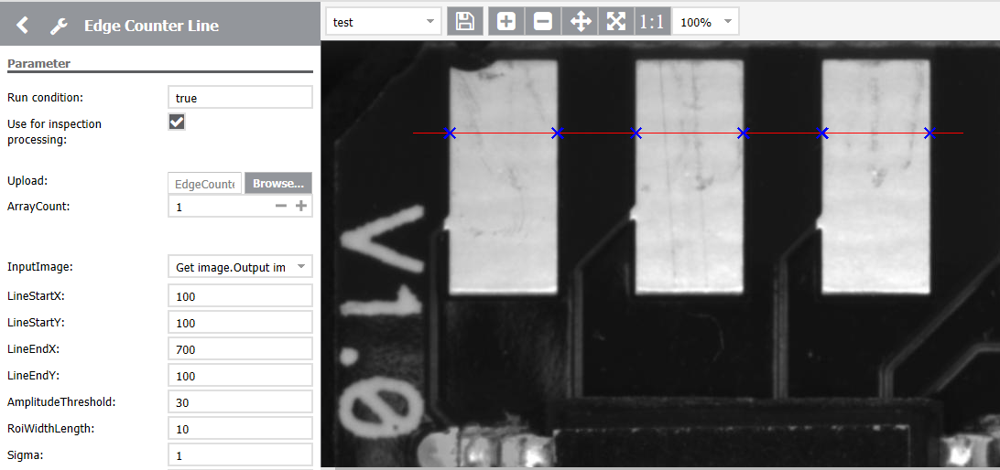 Edge Counter Line
test
1:1
100%
Parameter
Run condition:
true
Use for inspection
processing:
Upload:
EdgeCounte
Browse...
ArrayCount:
1
InputImage:
Get image.Output im
LineStartX:
100
LineStartY:
100
LineEndX:
700
LineEndY:
100
AmplitudeThreshold:
30
RoiWidthLength:
10
Sigma:
1
V1.0